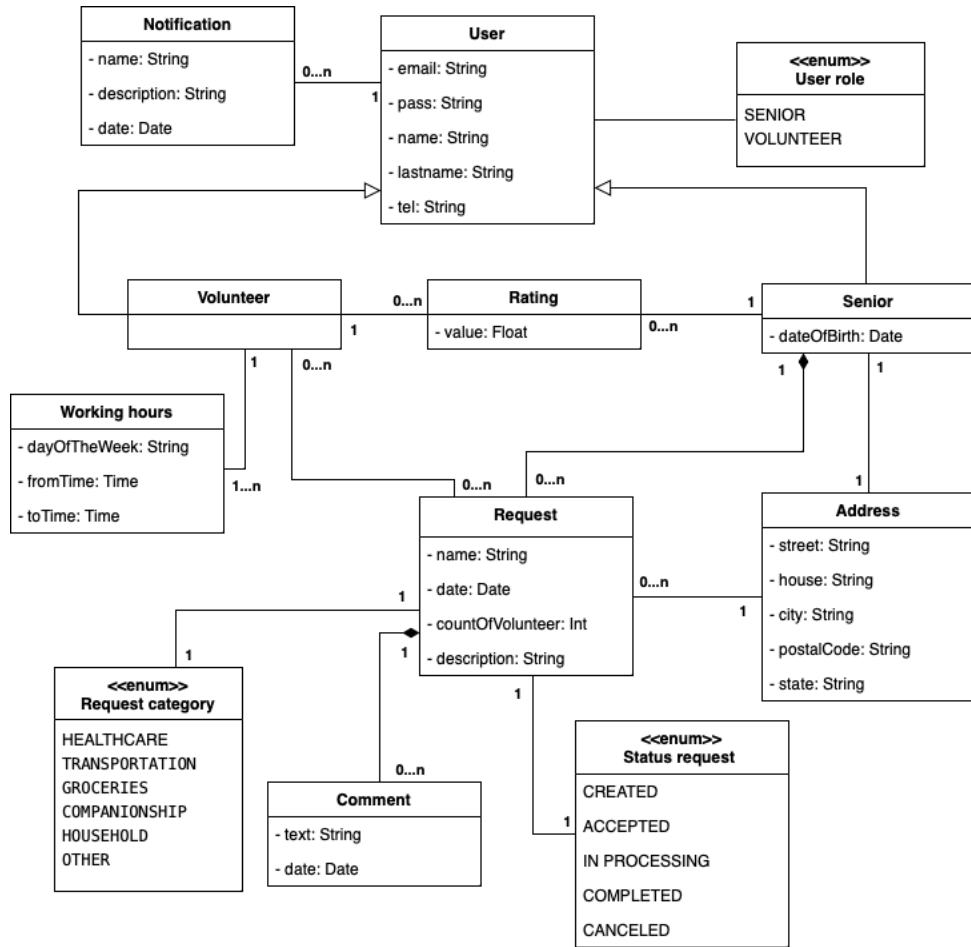 Notification
- name: String
- description: String
- date: Date
0...n
1
User
- email: String
- pass: String
- name: String
- lastname: String
- tel: String
<<enum>>
User role
SENIOR
VOLUNTEER
Volunteer
0...n
1
Rating
- value: Float
1
0...n
Senior
- dateOfBirth: Date
1
0...n
1
1
Working hours
- dayOfTheWeek: String
- fromTime: Time
- toTime: Time
1...n
0...n
0...n
1
Request
- name: String
- date: Date
- countOfVolunteer: Int
- description: String
0...n
1
Address
- street: String
- house: String
- city: String
- postalCode: String
- state: String
1
1
1
1
<<enum>>
Request category
HEALTHCARE
TRANSPORTATION
GROCERIES
COMPANIONSHIP
HOUSEHOLD
OTHER
0...n
Comment
- text: String
- date: Date
1
<<enum>>
Status request
CREATED
ACCEPTED
IN PROCESSING
COMPLETED
CANCELED